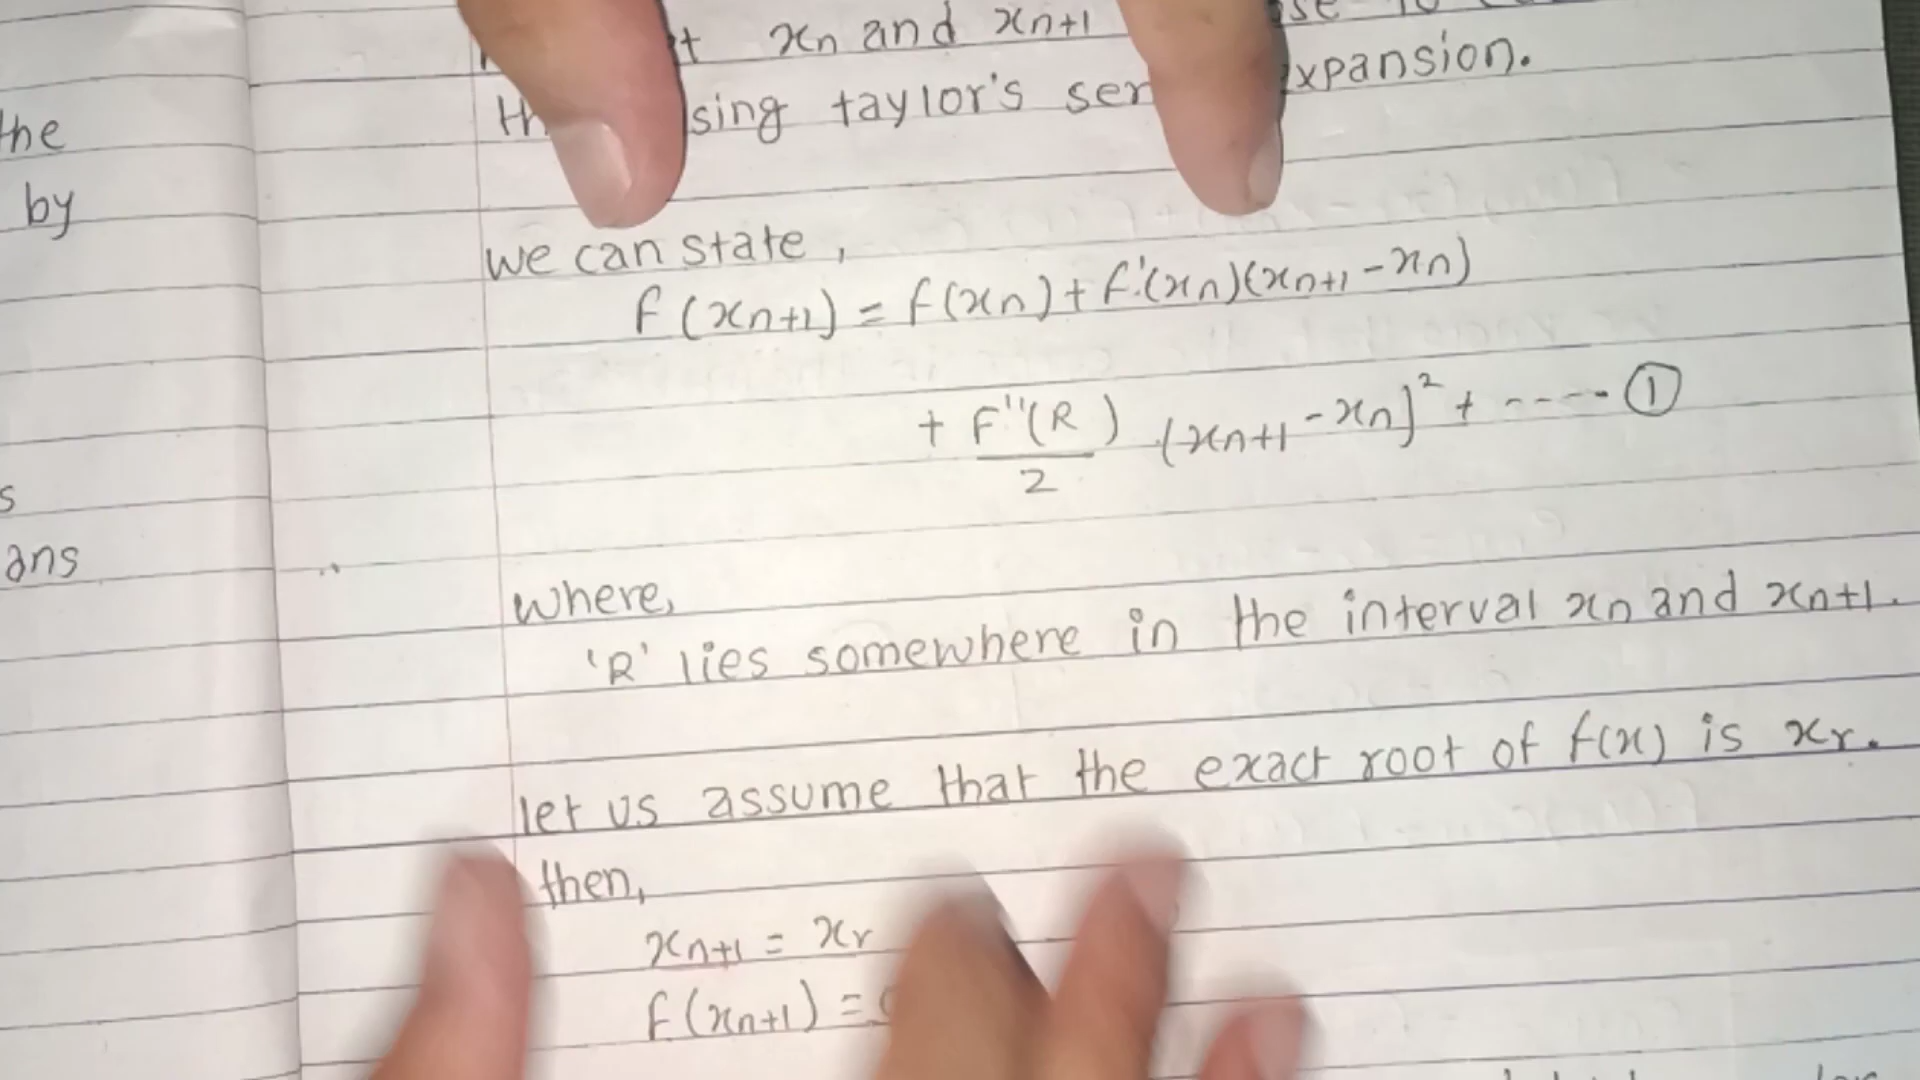 the
by
s
ans
xn and xn+1
sing taylor's ser xpansion.
we can state,
f(xn+1) = f(xn) + f'(xn)(xn+1 - xn)
+ F''(R)/2 (xn+1 - xn]² + ----- ①
where,
'R' lies somewhere in the interval xn and xn+1.
let us assume that the exact root of f(x) is xr.
then,
xn+1 = xr
f(xn+1) =